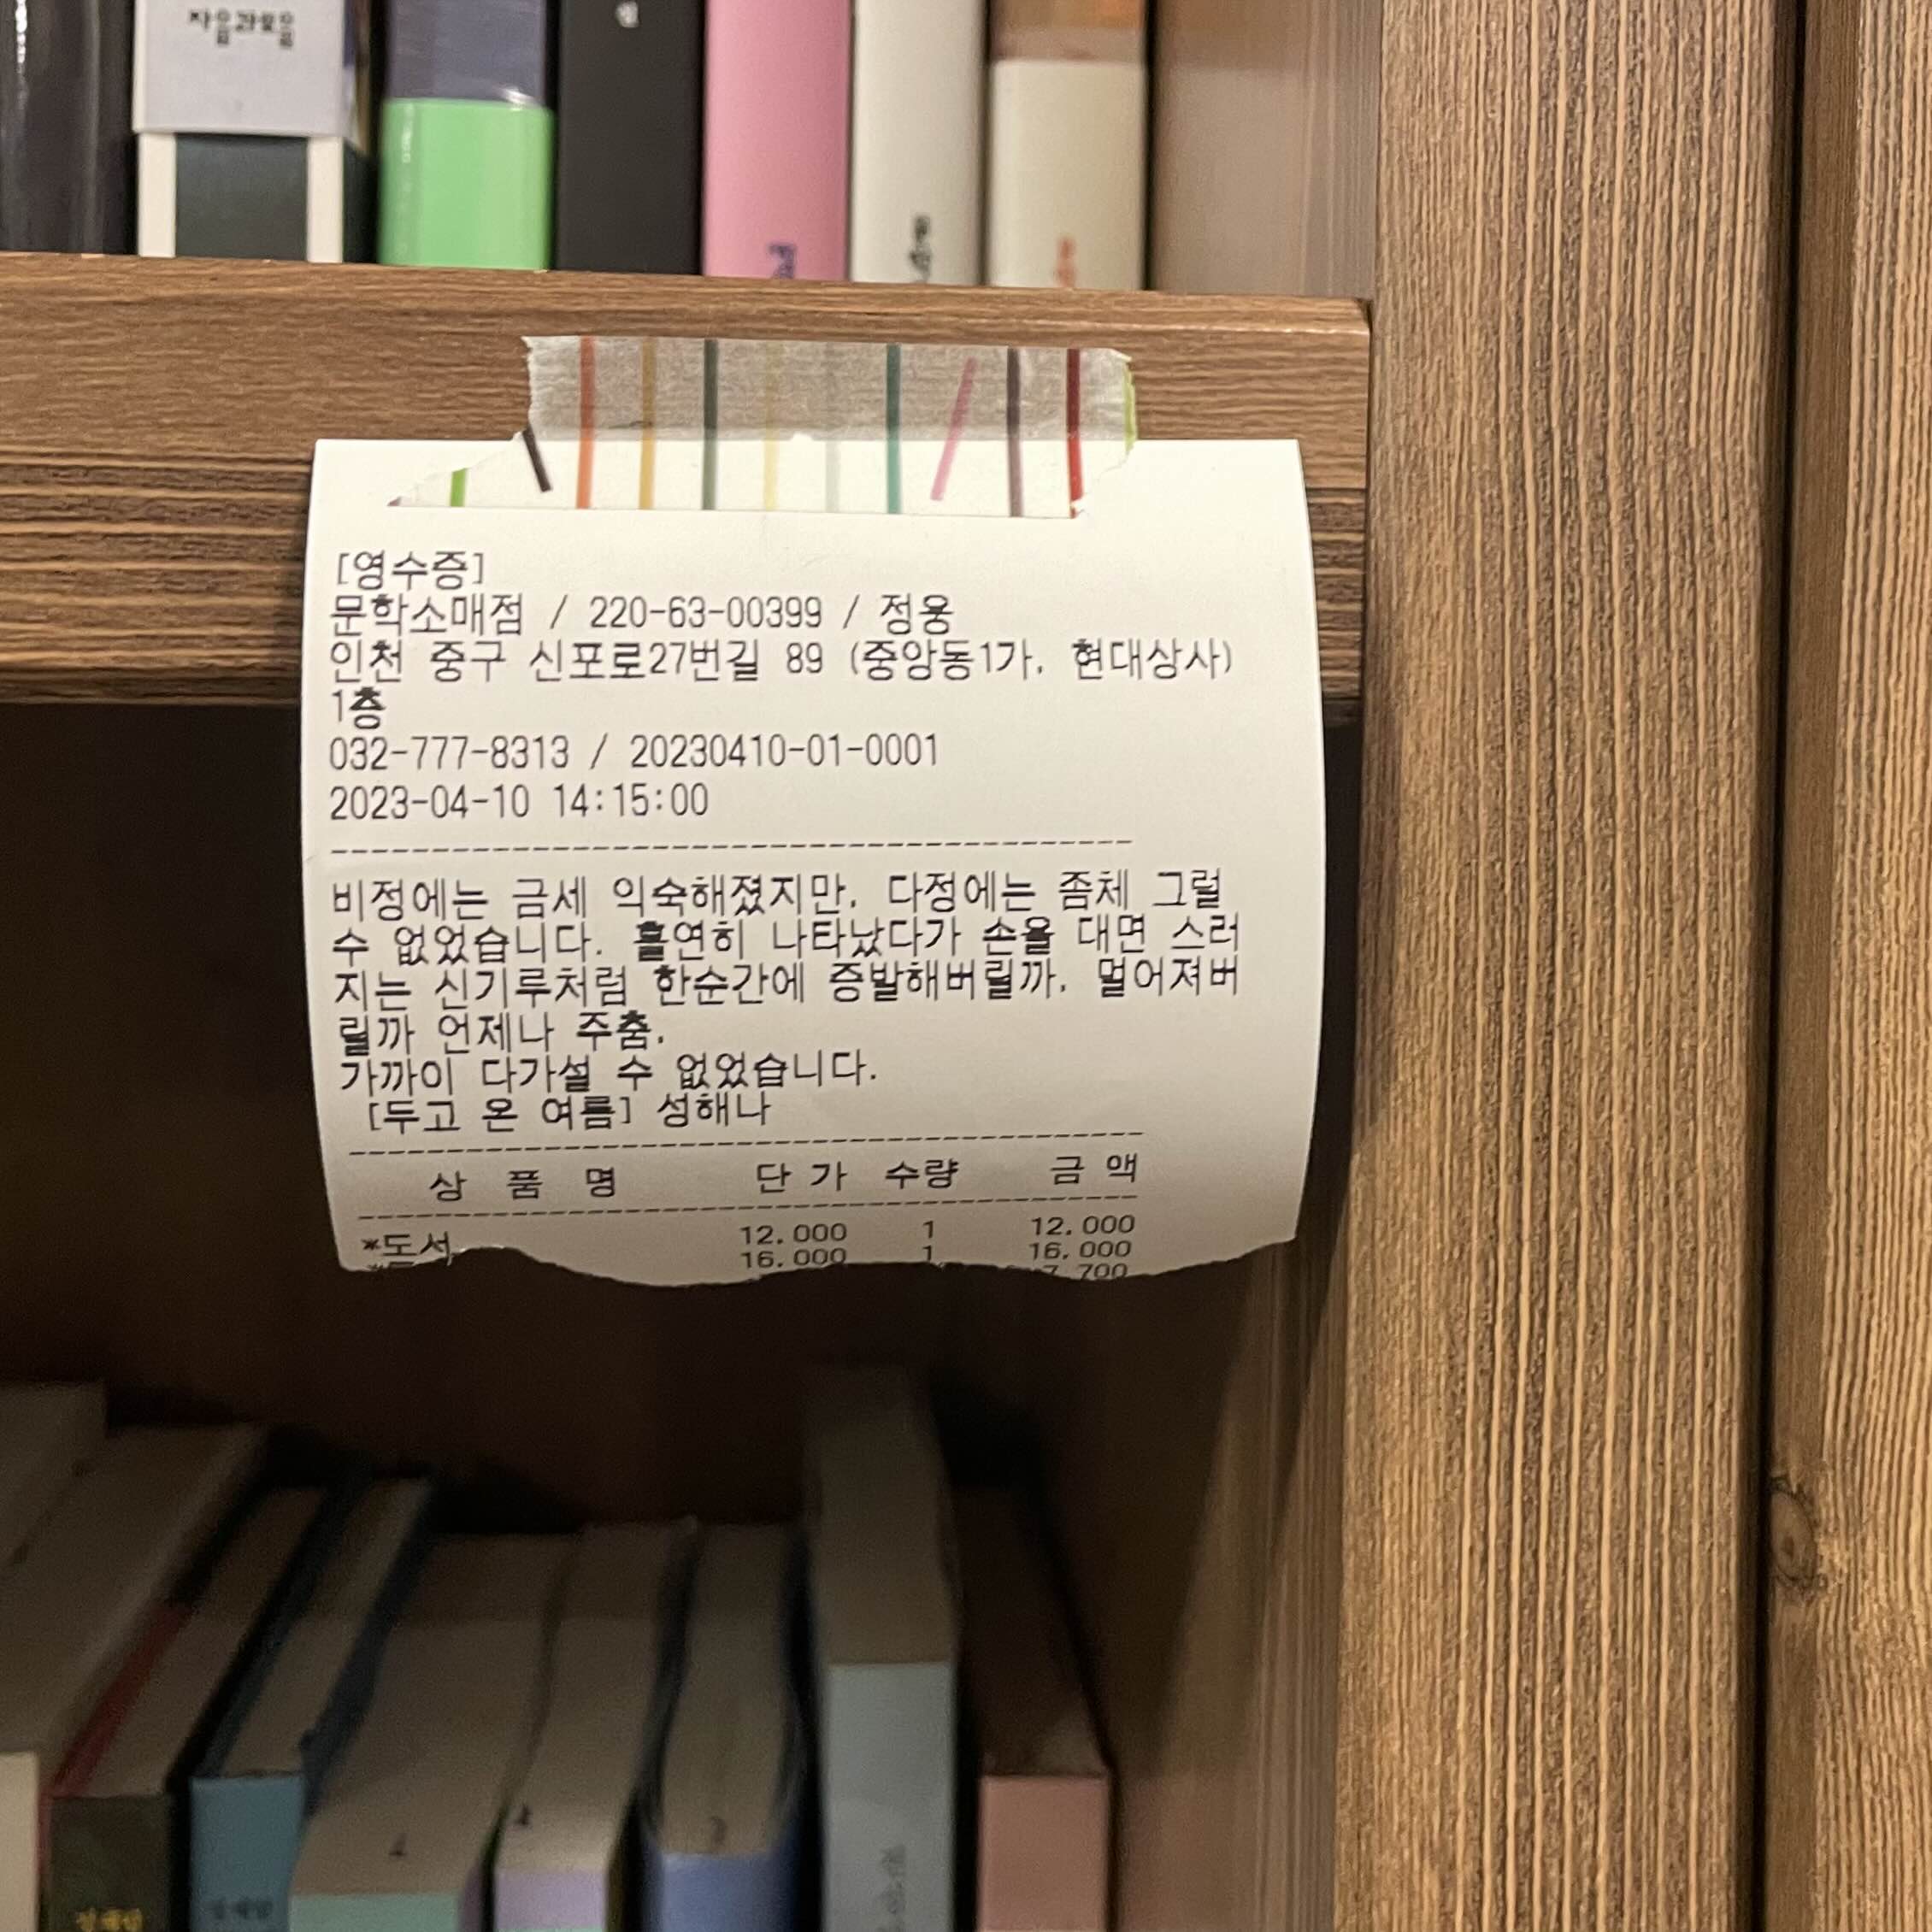 자음과모음
[영수증]
문학소매점 / 220-63-00399 / 정웅
인천 중구 신포로27번길 89 (중앙동1가, 현대상사)
1층
032-777-8313 / 20230410-01-0001
2023-04-10 14:15:00
비정에는 금세 익숙해졌지만, 다정에는 좀체 그럴
수 없었습니다. 홀연히 나타났다가 손을 대면 스러
지는 신기루처럼 한순간에 증발해버릴까, 멀어져버
릴까 언제나 주춤,
가까이 다가설 수 없었습니다.
[두고 온 여름] 성해나
상 품 명 단 가 수량 금 액
*도서 12,000 1 12,000
16,000 1 16,000
7,700